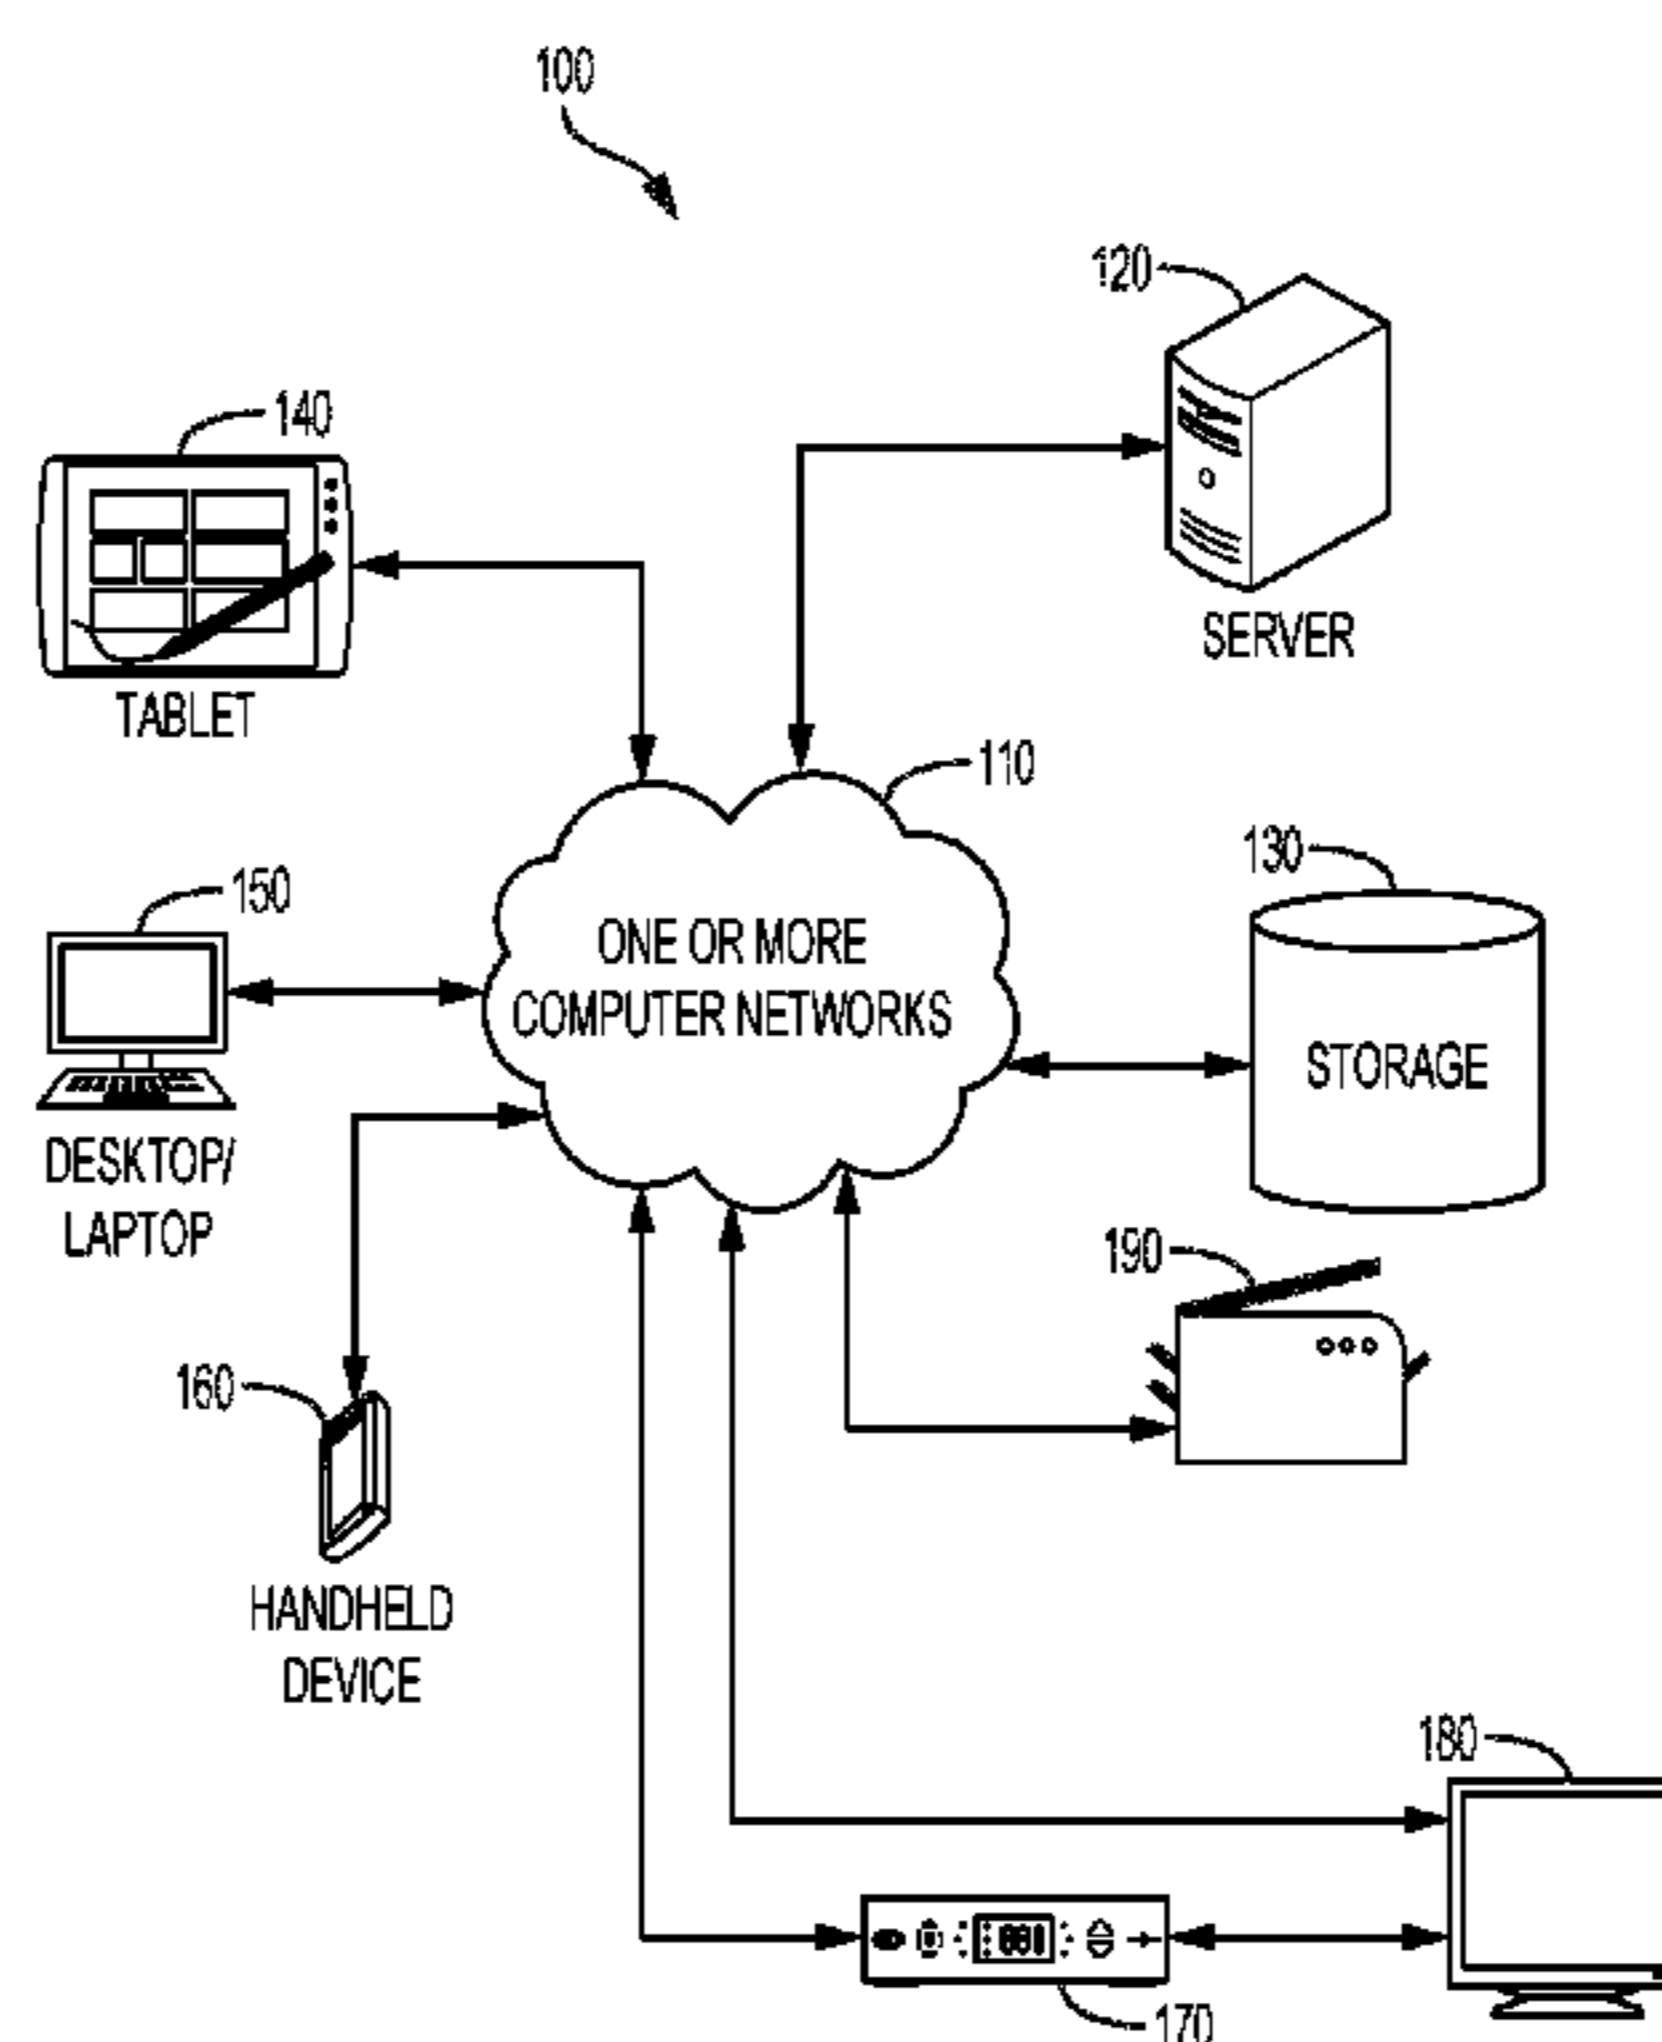 100
120
140
SERVER
TABLET
110
130
150
ONE OR MORE
COMPUTER NETWORKS
STORAGE
DESKTOP/
LAPTOP
190
160
HANDHELD
DEVICE
180
170